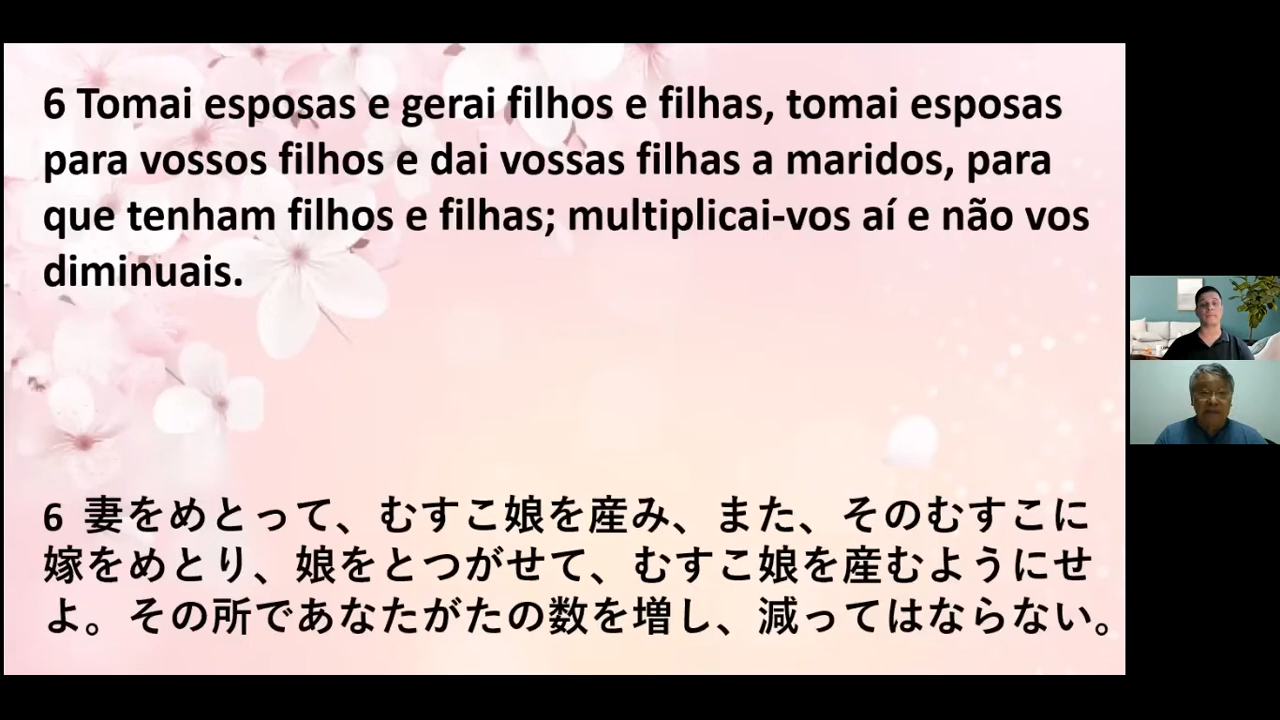 6 Tomai esposas e gerai filhos e filhas, tomai esposas
para vossos filhos e dai vossas filhas a maridos, para
que tenham filhos e filhas; multiplicai-vos aí e não vos
diminuais.
6 妻をめとって、むすこ娘を産み、また、そのむすこに
嫁をめとり、娘をとつがせて、むすこ娘を産むようにせ
よ。その所であなたがたの数を増し、減ってはならない。